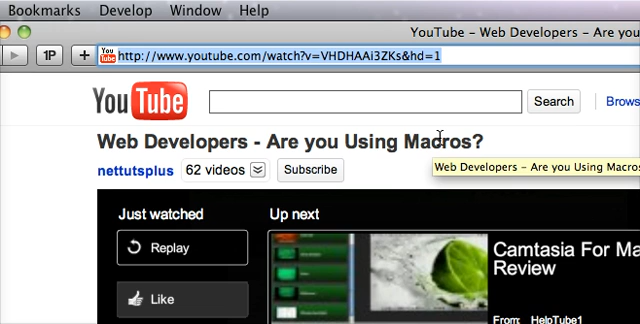 Bookmarks Develop Window Help
YouTube - Web Developers - Are you
1P + You Tube http://www.youtube.com/watch?v=VHDHAAi3ZKs&hd=1
YouTube Search Brows
Web Developers - Are you Using Macros?
Web Developers - Are you Using Macros
nettutsplus 62 videos Subscribe
Just watched Up next
Replay
Camtasia For Ma
Review
Like
From: HelpTube1